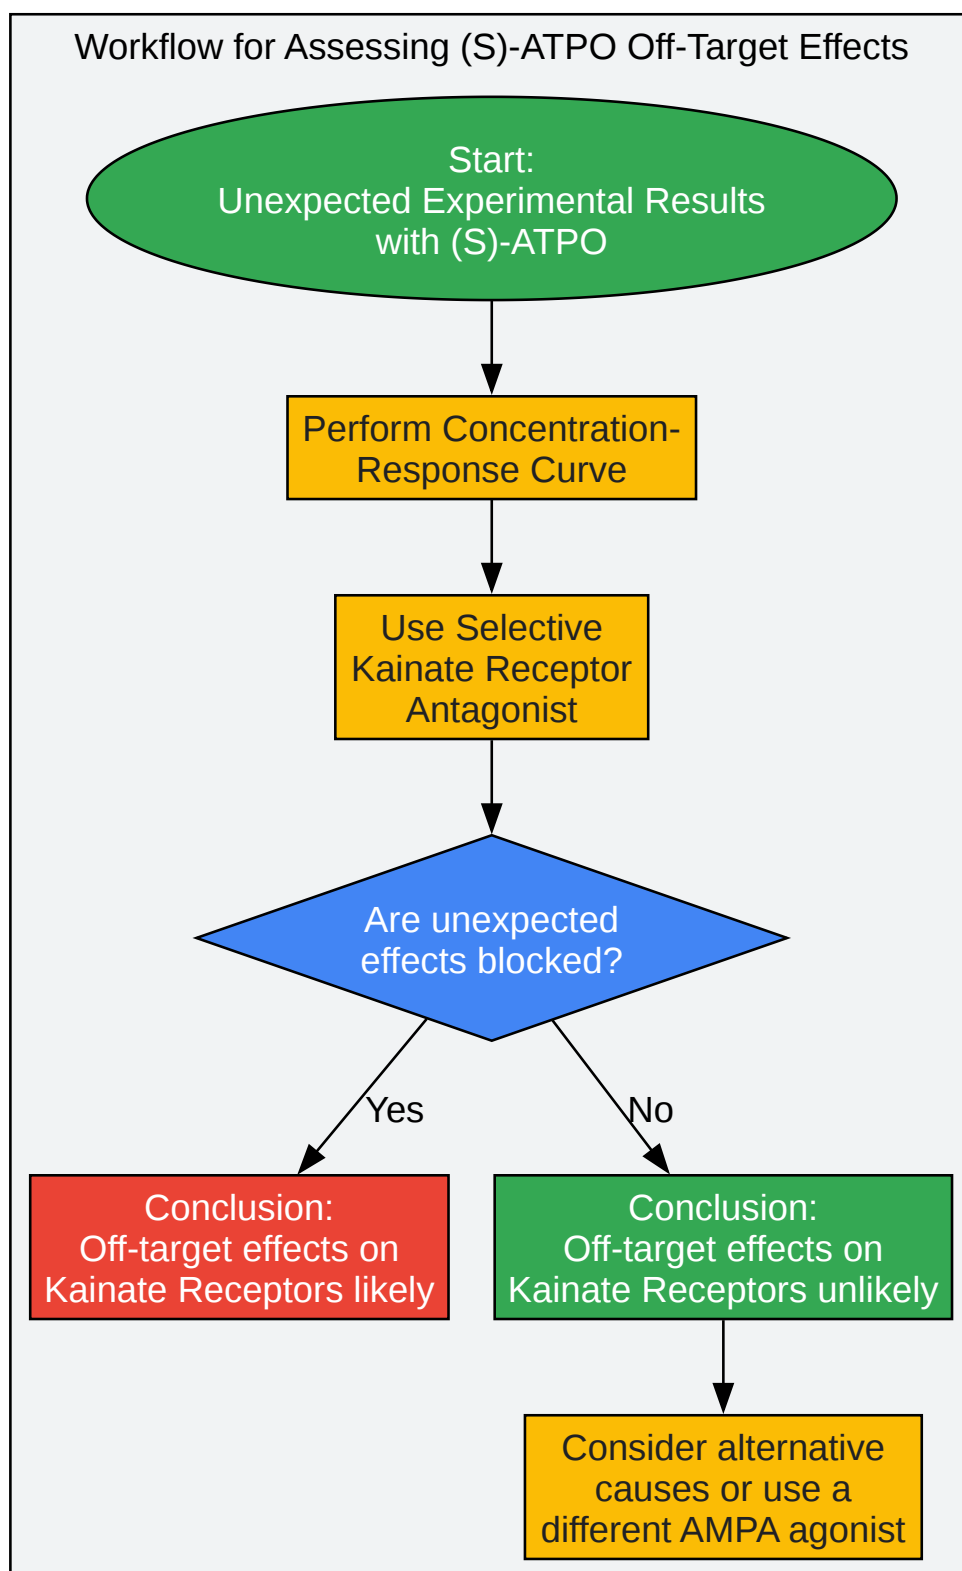 Workflow for Assessing (S)-ATPO Off-Target Effects
Start:
Unexpected Experimental Results
with (S)-ATPO
Perform Concentration-
Response Curve
Use Selective
Kainate Receptor
Antagonist
Are unexpected
effects blocked?
Yes
No
Conclusion:
Off-target effects on
Kainate Receptors likely
Conclusion:
Off-target effects on
Kainate Receptors unlikely
Consider alternative
causes or use a
different AMPA agonist